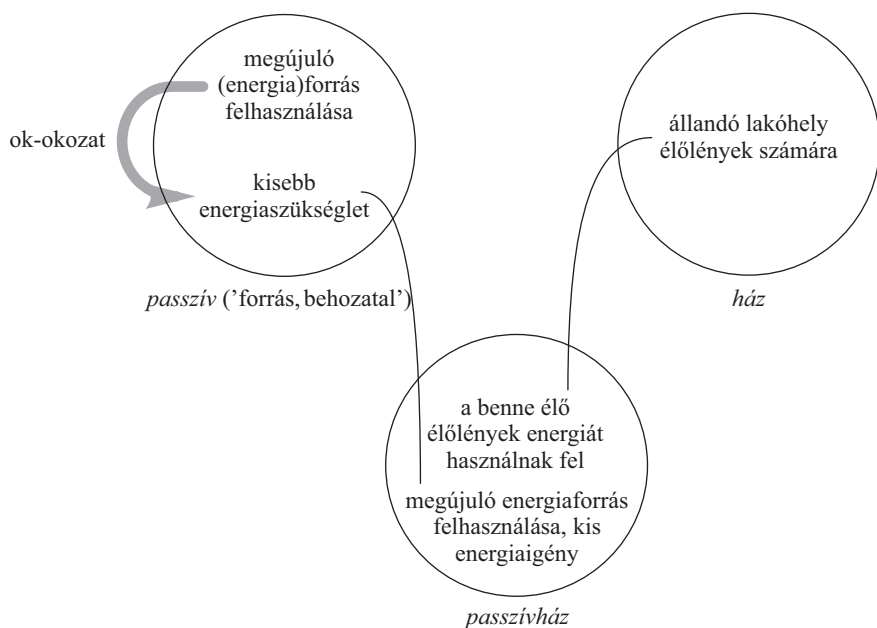 megújuló
(energia)forrás
felhasználása
ok-okozat
kisebb
energiaszükséglet
passzív (’forrás, behozatal’)
állandó lakóhely
élőlények számára
ház
a benne élő
élőlények energiát
használnak fel
megújuló energiaforrás
felhasználása, kis
energiaigény
passzívház